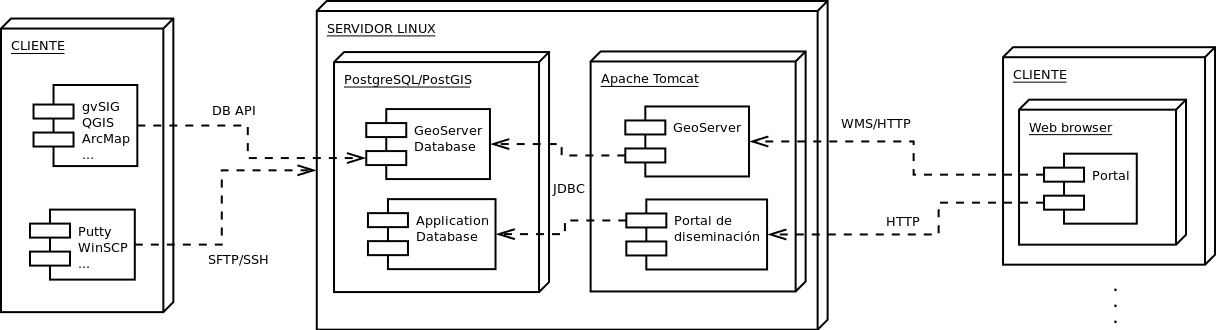 CLIENTE
gvSIG
QGIS
ArcMap
...
Putty
WinSCP
...
DB API
SFTP/SSH
SERVIDOR LINUX
PostgreSQL/PostGIS
GeoServer
Database
Application
Database
JDBC
Apache Tomcat
GeoServer
Portal de
diseminación
WMS/HTTP
HTTP
CLIENTE
Web browser
Portal
.
.
.